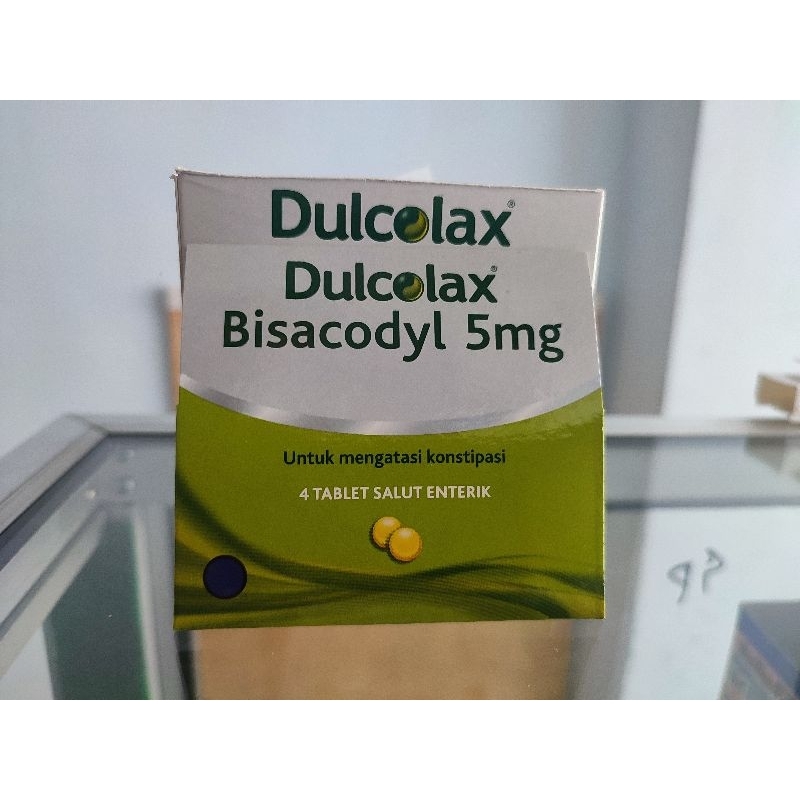 Dulcolax®
Dulcolax®
Bisacodyl 5mg
Untuk mengatasi konstipasi
4 TABLET SALUT ENTERIK